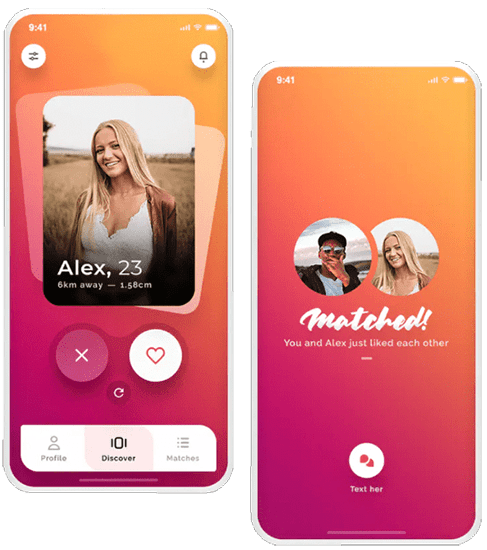 9:41
Alex, 23
6km away — 1.58cm
Profile
Discover
Matches
9:41
Matched!
You and Alex just liked each other
Text her